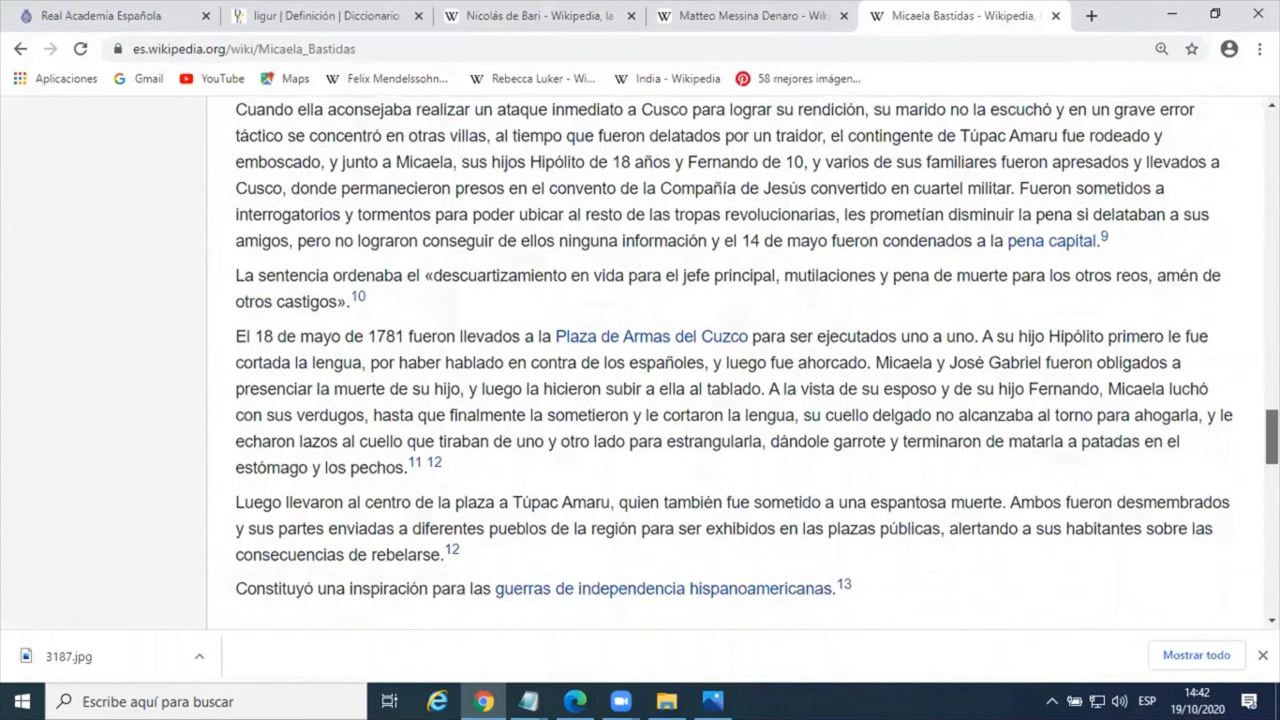 Real Academia Española
ligur | Definición | Diccionario
Nicolás de Bari - Wikipedia, la
Matteo Messina Denaro - Wiki
Micaela Bastidas - Wikipedia,
es.wikipedia.org/wiki/Micaela_Bastidas
Aplicaciones
Gmail
YouTube
Maps
Felix Mendelssohn...
Rebecca Luker - Wi...
India - Wikipedia
58 mejores imágen...
Cuando ella aconsejaba realizar un ataque inmediato a Cusco para lograr su rendición, su marido no la escuchó y en un grave error
táctico se concentró en otras villas, al tiempo que fueron delatados por un traidor, el contingente de Túpac Amaru fue rodeado y
emboscado, y junto a Micaela, sus hijos Hipólito de 18 años y Fernando de 10, y varios de sus familiares fueron apresados y llevados a
Cusco, donde permanecieron presos en el convento de la Compañía de Jesús convertido en cuartel militar. Fueron sometidos a
interrogatorios y tormentos para poder ubicar al resto de las tropas revolucionarias, les prometían disminuir la pena si delataban a sus
amigos, pero no lograron conseguir de ellos ninguna información y el 14 de mayo fueron condenados a la pena capital.9
La sentencia ordenaba el «descuartizamiento en vida para el jefe principal, mutilaciones y pena de muerte para los otros reos, amén de
otros castigos».10
El 18 de mayo de 1781 fueron llevados a la Plaza de Armas del Cuzco para ser ejecutados uno a uno. A su hijo Hipólito primero le fue
cortada la lengua, por haber hablado en contra de los españoles, y luego fue ahorcado. Micaela y José Gabriel fueron obligados a
presenciar la muerte de su hijo, y luego la hicieron subir a ella al tablado. A la vista de su esposo y de su hijo Fernando, Micaela luchó
con sus verdugos, hasta que finalmente la sometieron y le cortaron la lengua, su cuello delgado no alcanzaba al torno para ahogarla, y le
echaron lazos al cuello que tiraban de uno y otro lado para estrangularla, dándole garrote y terminaron de matarla a patadas en el
estómago y los pechos.11 12
Luego llevaron al centro de la plaza a Túpac Amaru, quien también fue sometido a una espantosa muerte. Ambos fueron desmembrados
y sus partes enviadas a diferentes pueblos de la región para ser exhibidos en las plazas públicas, alertando a sus habitantes sobre las
consecuencias de rebelarse.12
Constituyó una inspiración para las guerras de independencia hispanoamericanas.13
3187.jpg
Mostrar todo
Escribe aquí para buscar
ESP
14:42
19/10/2020